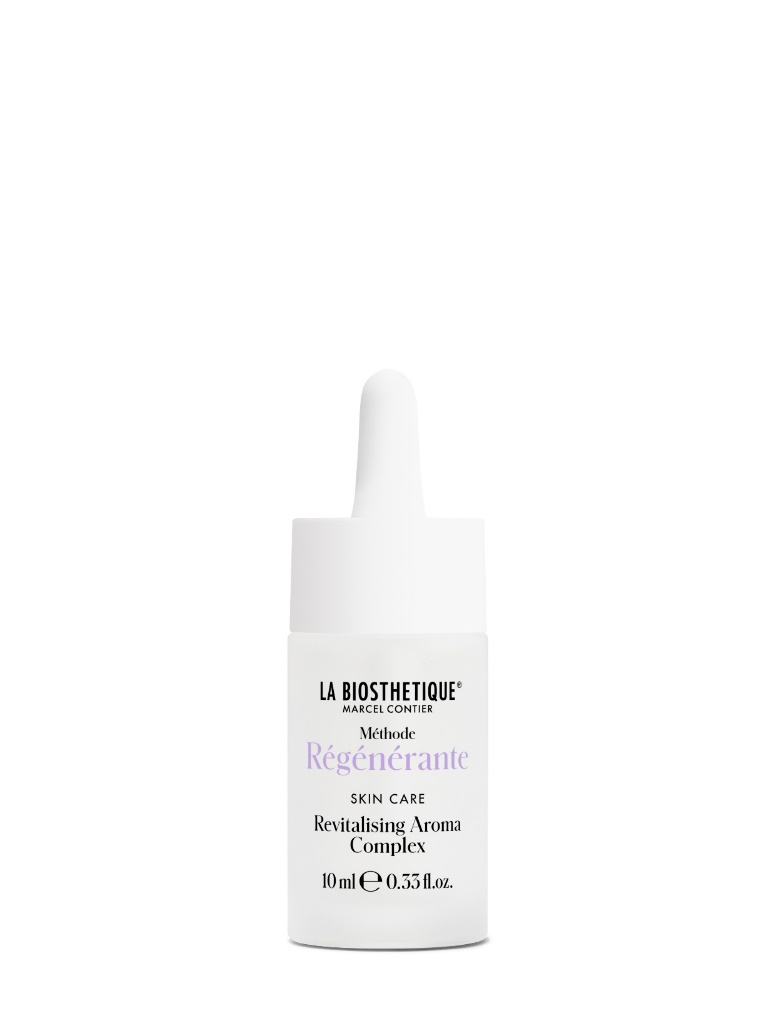 LA BIOSTHETIQUE®
MARCEL CONTIER
Méthode
Régénérante
SKIN CARE
Revitalising Aroma
Complex
10 ml ℮ 0.33 fl.oz.